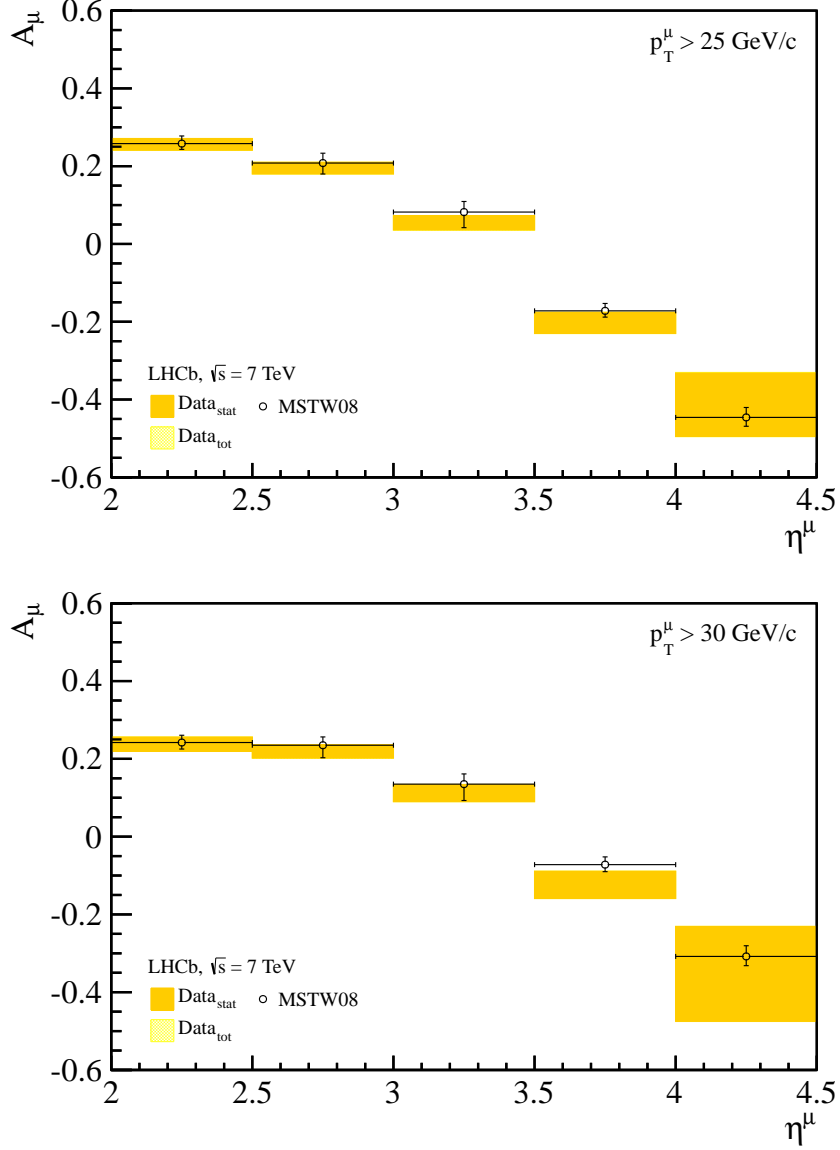 A_μ
0.6
p_T^μ > 25 GeV/c
0.4
0.2
0
-0.2
LHCb, √s = 7 TeV
Data_stat MSTW08
-0.4
Data_tot
-0.6
2 2.5 3 3.5 4 4.5
η^μ
A_μ
0.6
p_T^μ > 30 GeV/c
0.4
0.2
0
-0.2
LHCb, √s = 7 TeV
-0.4
Data_stat MSTW08
Data_tot
-0.6
2 2.5 3 3.5 4 4.5
η^μ